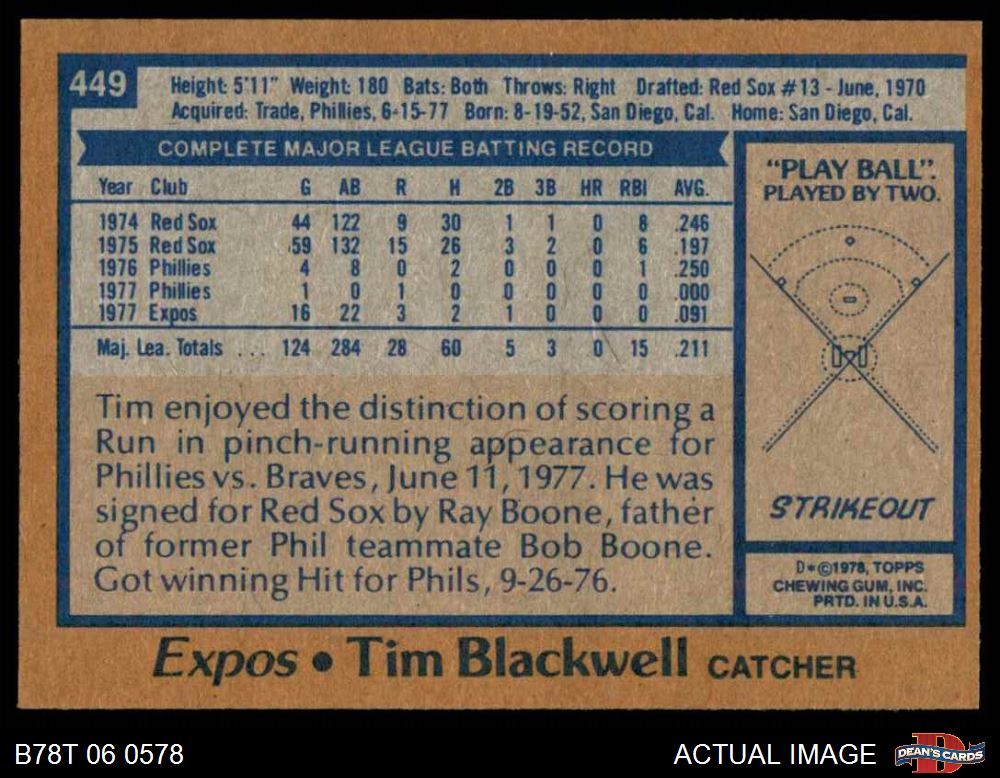 449
Height: 5'11" Weight: 180 Bats: Both Throws: Right Drafted: Red Sox #13 - June, 1970
Acquired: Trade, Phillies, 6-15-77 Born: 8-19-52, San Diego, Cal. Home: San Diego, Cal.
COMPLETE MAJOR LEAGUE BATTING RECORD
Year Club G AB R H 2B 3B HR RBI AVG.
1974 Red Sox 44 122 9 30 1 1 0 8 .246
1975 Red Sox 59 132 15 26 3 2 0 6 .197
1976 Phillies 4 8 0 2 0 0 0 1 .250
1977 Phillies 1 0 1 0 0 0 0 0 .000
1977 Expos 16 22 3 2 1 0 0 0 .091
Maj. Lea. Totals ... 124 284 28 60 5 3 0 15 .211
Tim enjoyed the distinction of scoring a
Run in pinch-running appearance for
Phillies vs. Braves, June 11, 1977. He was
signed for Red Sox by Ray Boone, father
of former Phil teammate Bob Boone.
Got winning Hit for Phils, 9-26-76.
"PLAY BALL".
PLAYED BY TWO.
STRIKEOUT
D*©1978, TOPPS
CHEWING GUM, INC.
PRTD. IN U.S.A.
Expos • Tim Blackwell CATCHER
B78T 06 0578
ACTUAL IMAGE
DEAN'S CARDS